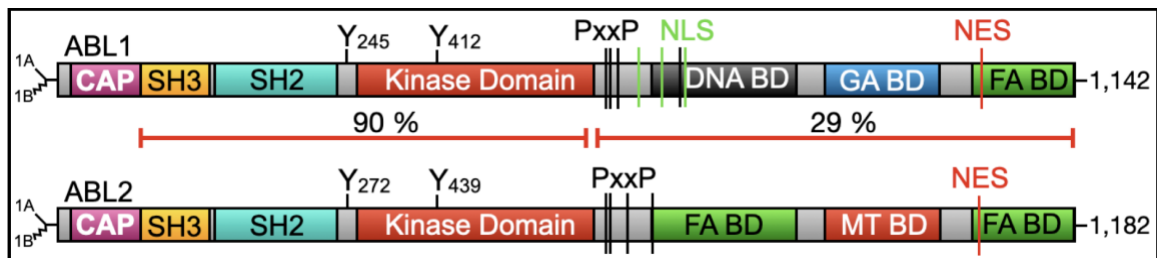 ABL1
Y245 Y412 PxxP NLS NES
1A
1B
CAP SH3 SH2 Kinase Domain DNA BD GA BD FA BD 1,142
90 % 29 %
ABL2
Y272 Y439 PxxP NES
1A
1B
CAP SH3 SH2 Kinase Domain FA BD MT BD FA BD 1,182